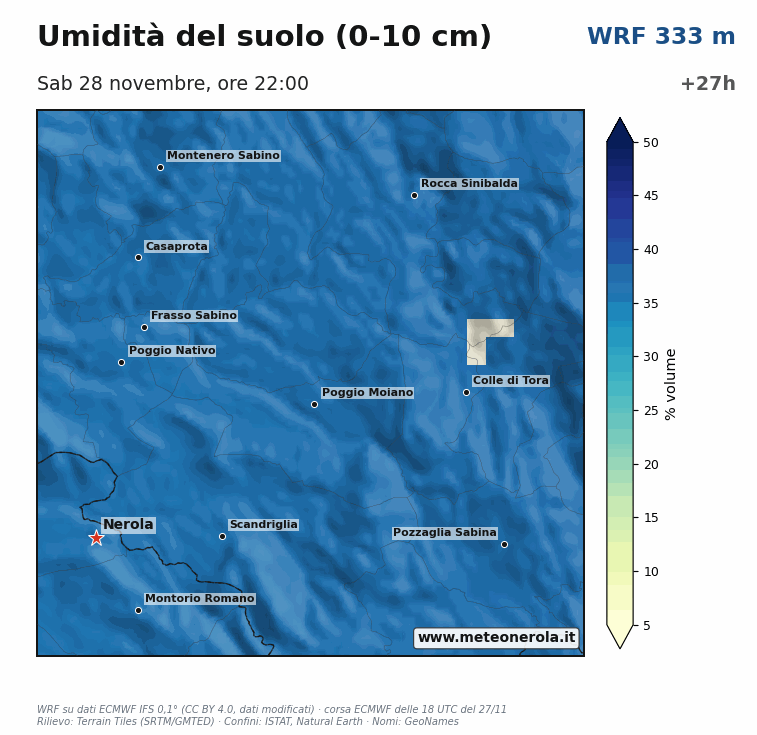 Umidità del suolo (0-10 cm)
WRF 333 m
Sab 28 novembre, ore 22:00
+27h
Montenero Sabino
Rocca Sinibalda
Casaprota
Frasso Sabino
Poggio Nativo
Colle di Tora
Poggio Moiano
Nerola
Scandriglia
Pozzaglia Sabina
Montorio Romano
www.meteonerola.it
50
45
40
35
30
25
20
15
10
5
% volume
WRF su dati ECMWF IFS 0,1° (CC BY 4.0, dati modificati) · corsa ECMWF delle 18 UTC del 27/11
Rilievo: Terrain Tiles (SRTM/GMTED) · Confini: ISTAT, Natural Earth · Nomi: GeoNames